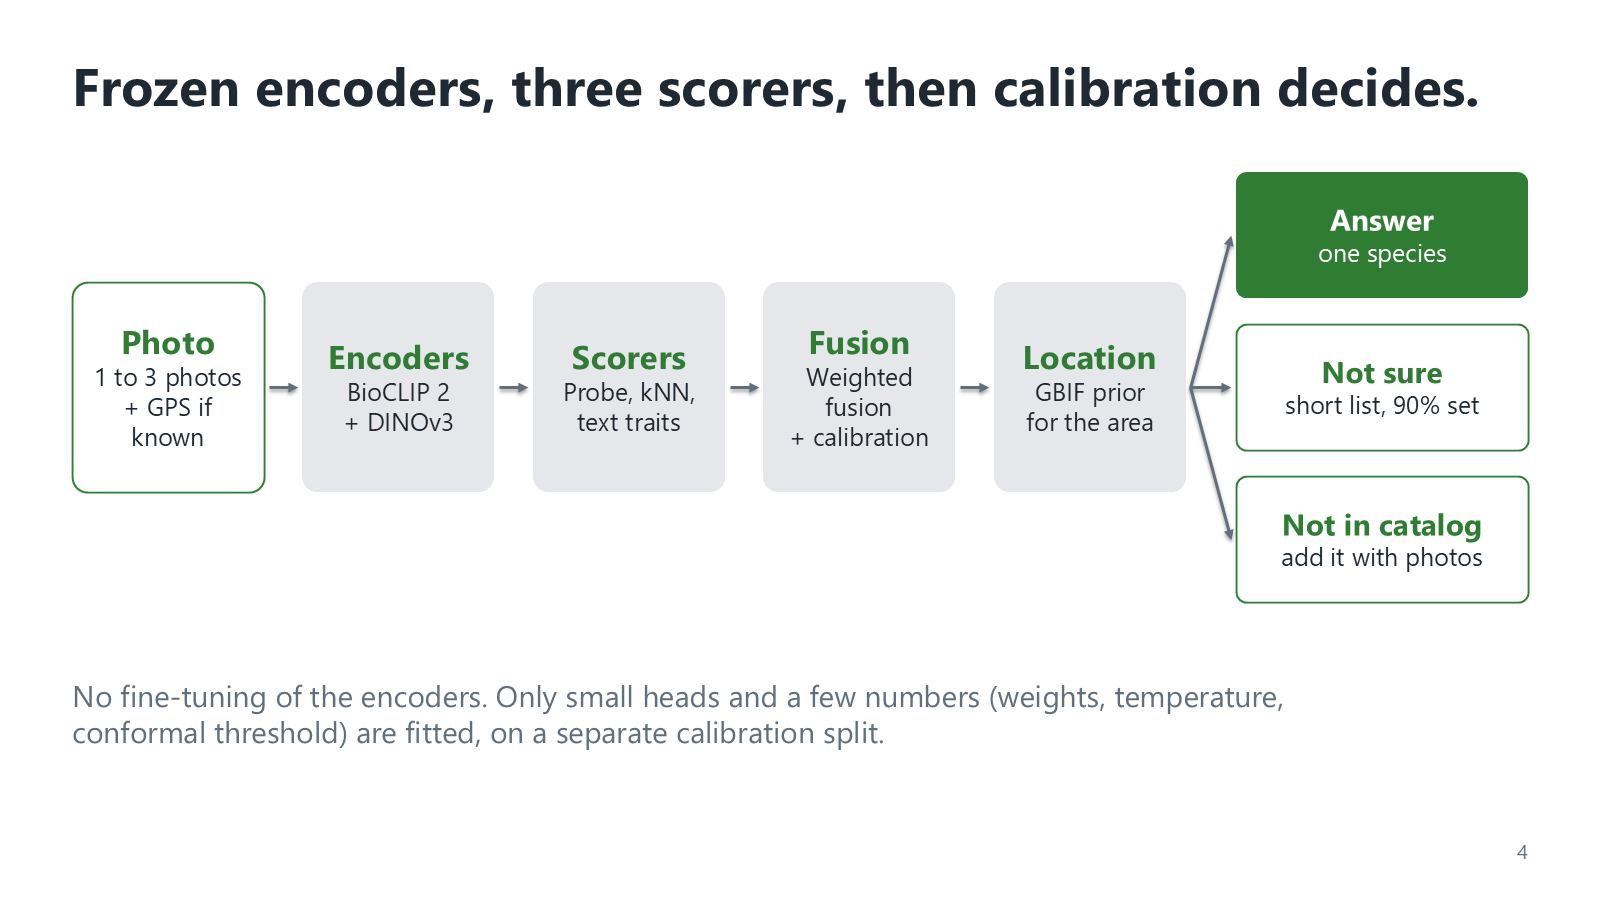 Frozen encoders, three scorers, then calibration decides.
Photo
1 to 3 photos
+ GPS if
known
Encoders
BioCLIP 2
+ DINOv3
Scorers
Probe, kNN,
text traits
Fusion
Weighted
fusion
+ calibration
Location
GBIF prior
for the area
Answer
one species
Not sure
short list, 90% set
Not in catalog
add it with photos
No fine-tuning of the encoders. Only small heads and a few numbers (weights, temperature,
conformal threshold) are fitted, on a separate calibration split.
4